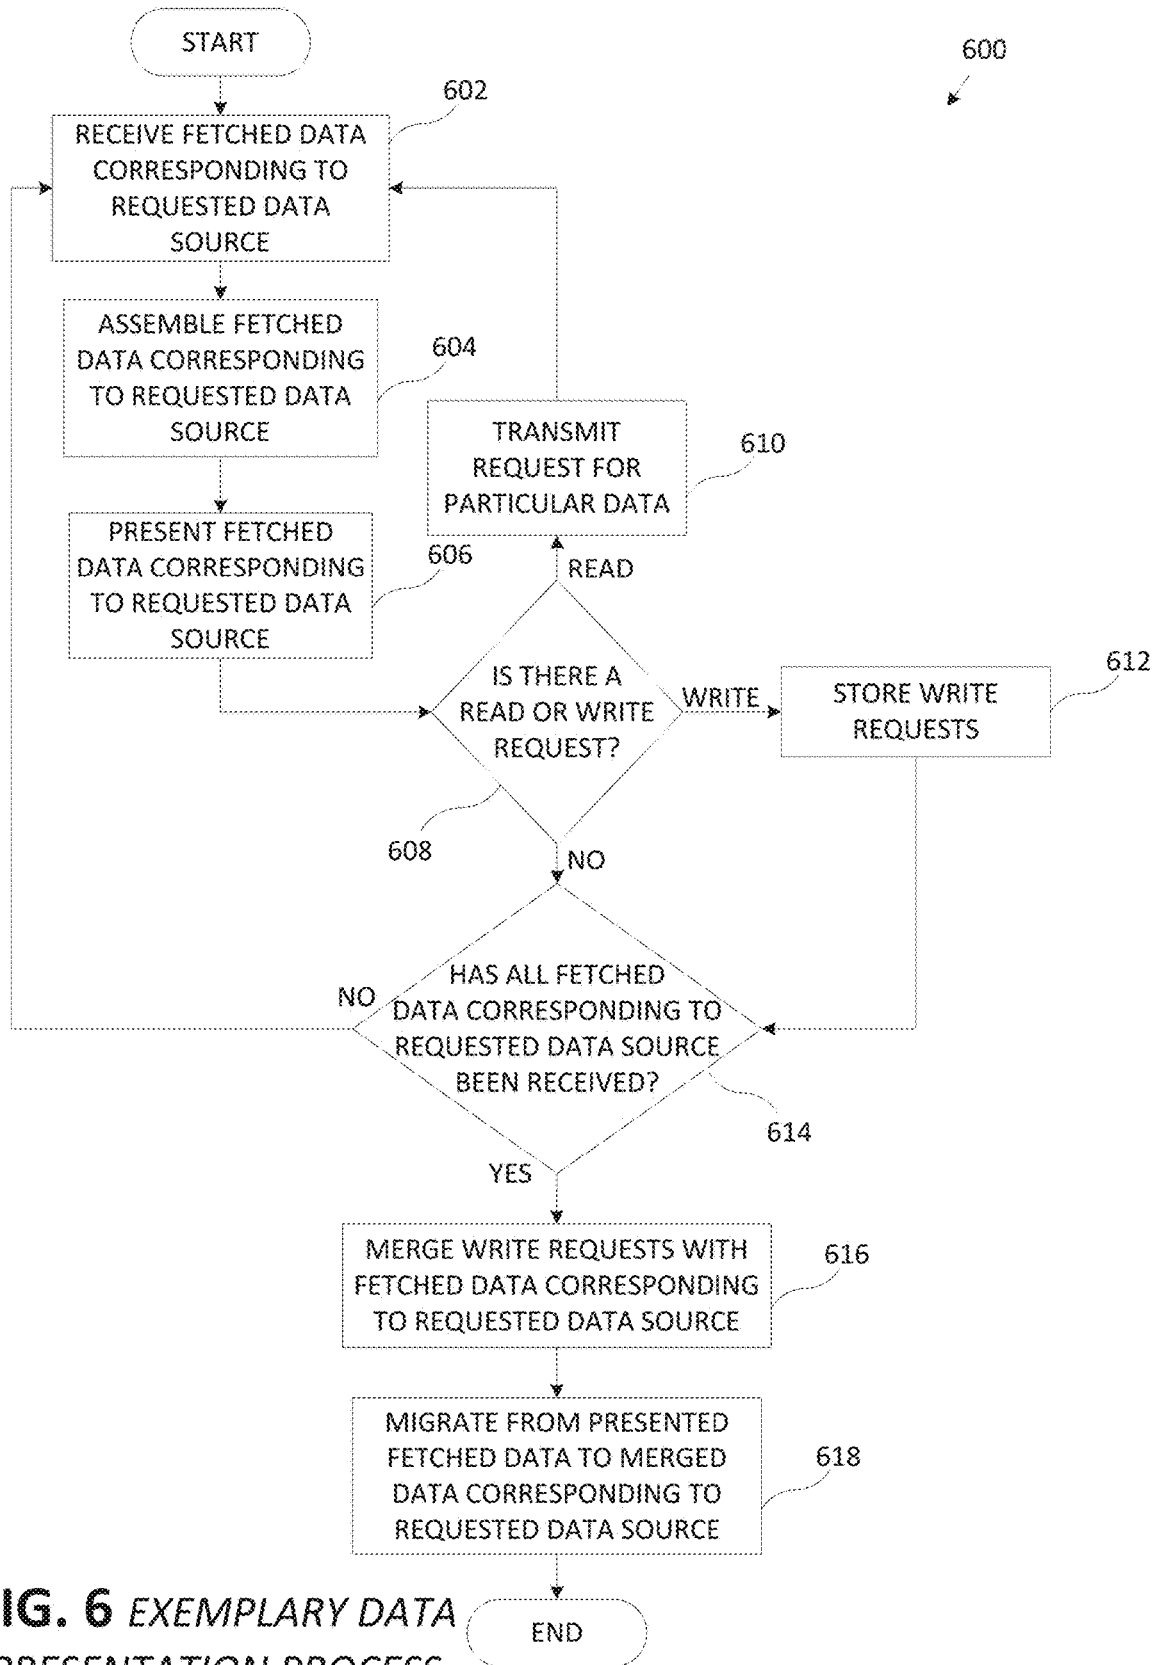 START
600
602
RECEIVE FETCHED DATA
CORRESPONDING TO
REQUESTED DATA
SOURCE
ASSEMBLE FETCHED
DATA CORRESPONDING
TO REQUESTED DATA
SOURCE
604
TRANSMIT
REQUEST FOR
PARTICULAR DATA
610
PRESENT FETCHED
DATA CORRESPONDING
TO REQUESTED DATA
SOURCE
606
READ
IS THERE A
READ OR WRITE
REQUEST?
WRITE
STORE WRITE
REQUESTS
612
608
NO
HAS ALL FETCHED
DATA CORRESPONDING TO
REQUESTED DATA SOURCE
BEEN RECEIVED?
NO
614
YES
MERGE WRITE REQUESTS WITH
FETCHED DATA CORRESPONDING
TO REQUESTED DATA SOURCE
616
MIGRATE FROM PRESENTED
FETCHED DATA TO MERGED
DATA CORRESPONDING TO
REQUESTED DATA SOURCE
618
IG. 6 EXEMPLARY DATA
PRESENTATION PROCESS
END